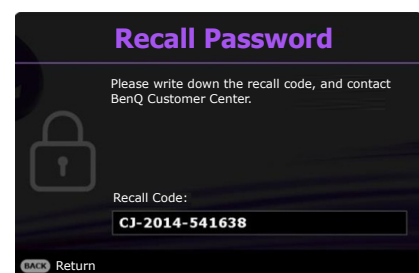 Recall Password
Please write down the recall code, and contact
BenQ Customer Center.
Recall Code:
CJ-2014-541638
BACK Return